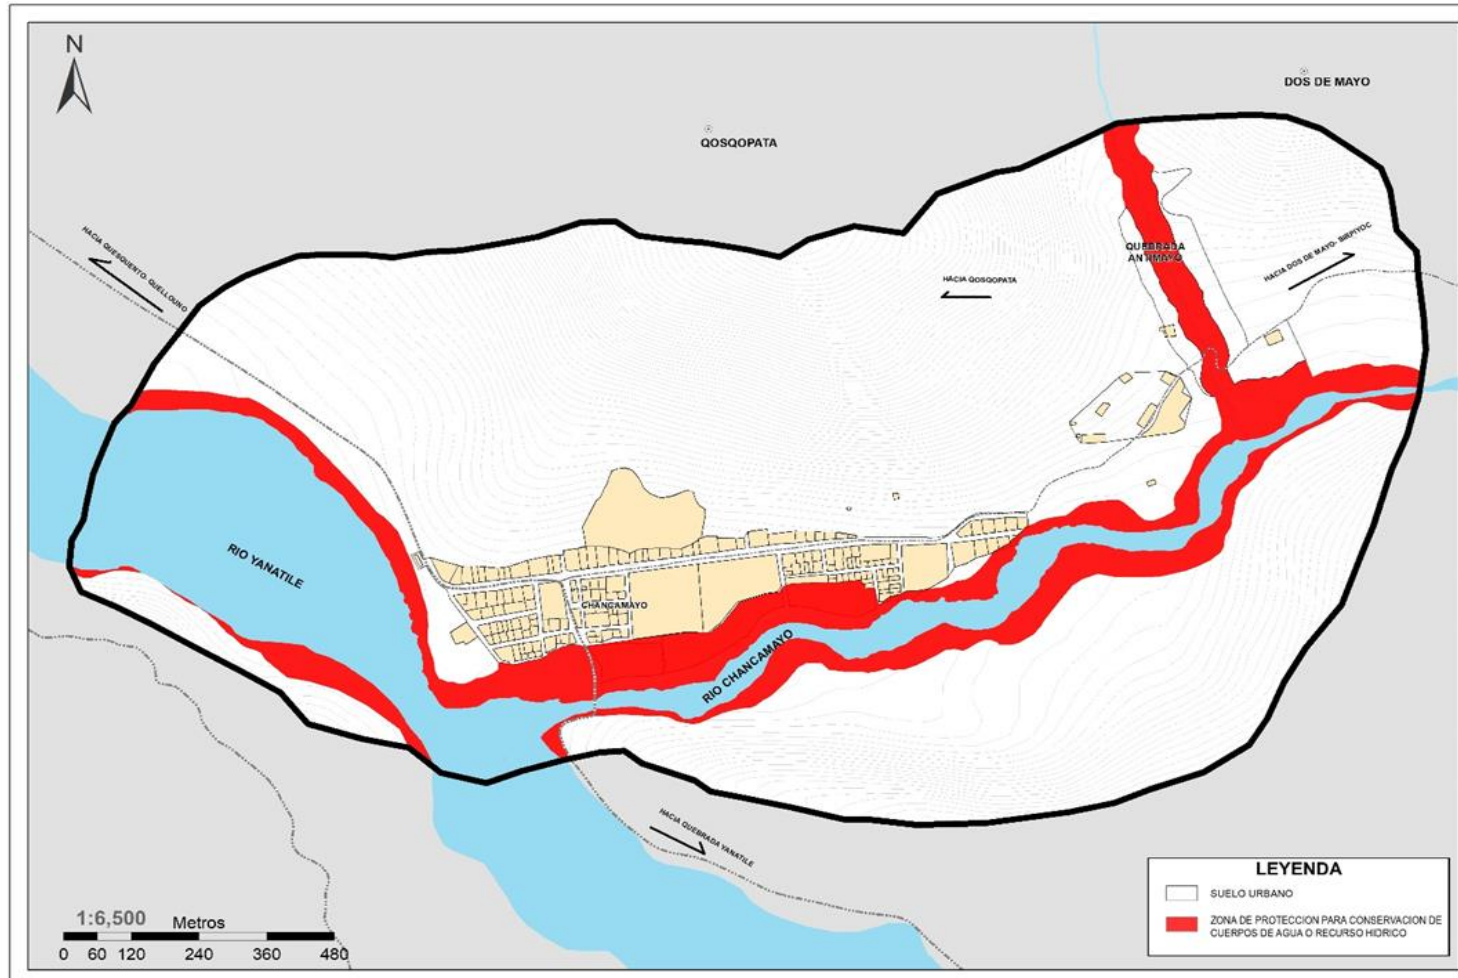 N
DOS DE MAYO
QOSQOPATA
HACIA QUESQUENTO- QUELLOUNO
QUEBRADA
ANTIMAYO
HACIA DOS DE MAYO- SIRPIYOC
HACIA QOSQOPATA
RIO YANATILE
CHANCAMAYO
RIO CHANCAMAYO
HACIA QUEBRADA YANATILE
LEYENDA
SUELO URBANO
ZONA DE PROTECCION PARA CONSERVACION DE
CUERPOS DE AGUA O RECURSO HIDRICO
1:6,500 Metros
0 60 120 240 360 480